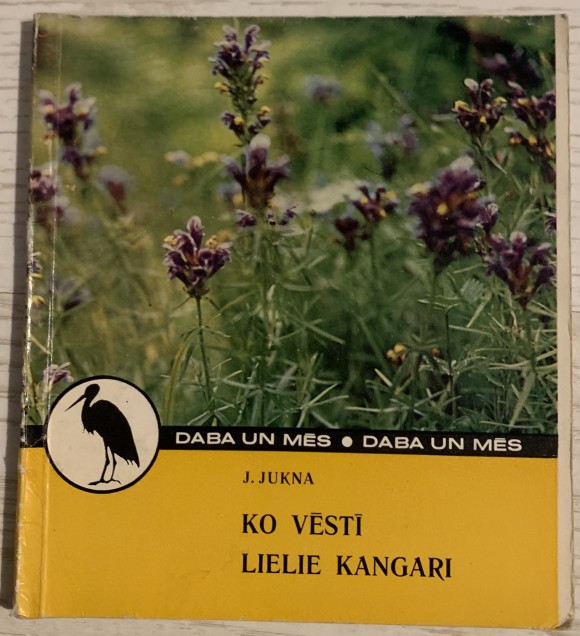 DABA UN MĒS ● DABA UN MĒS
J. JUKNA
KO VĒSTĪ
LIELIE KANGARI